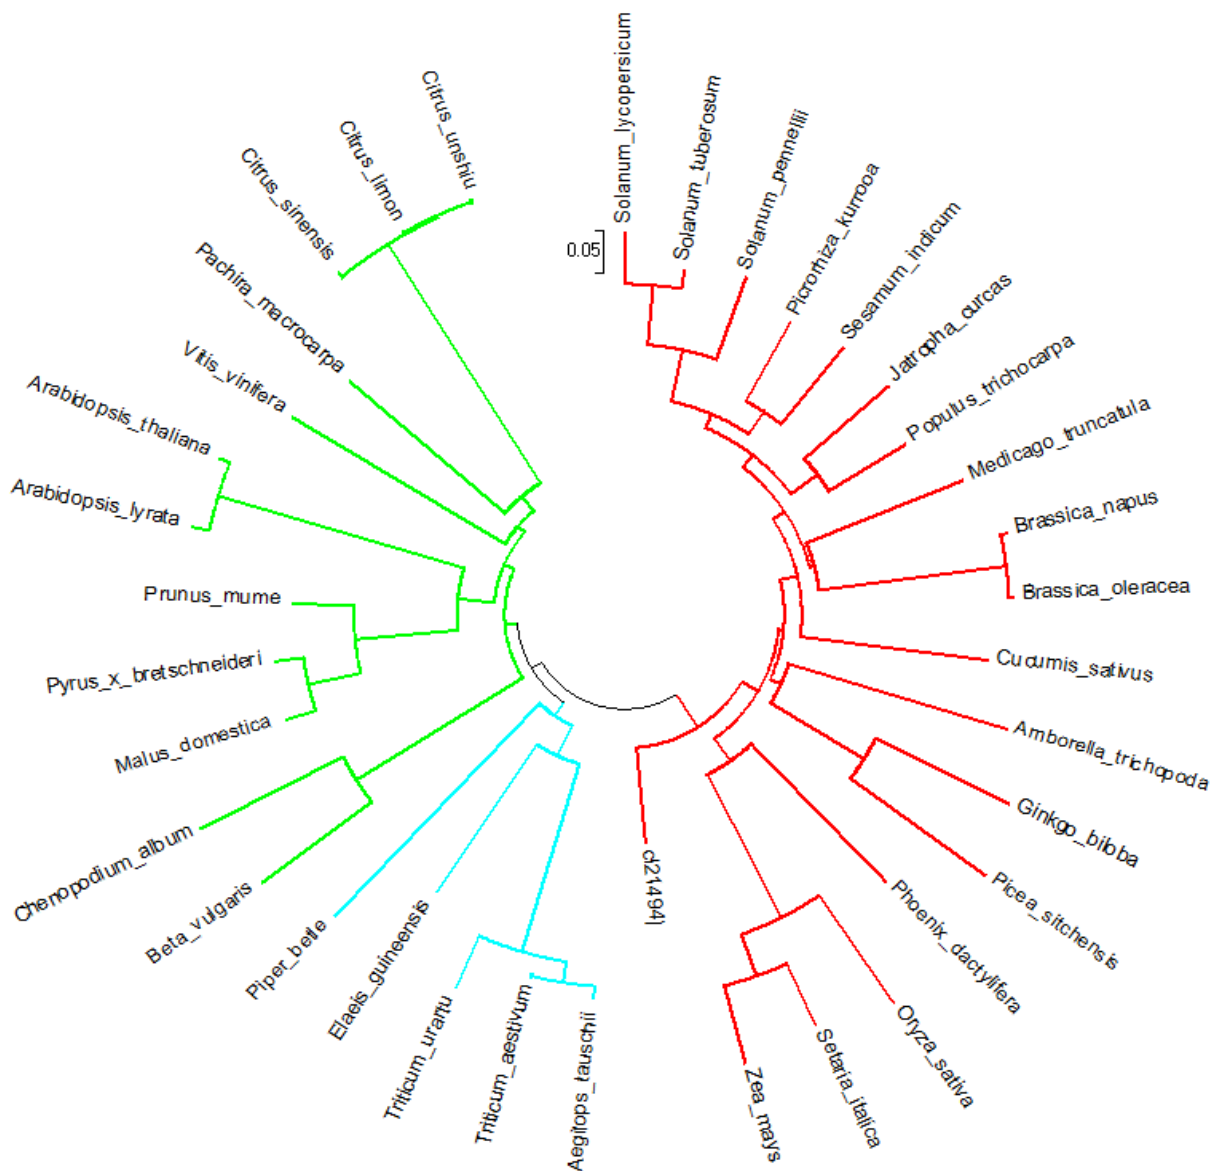 Solanum_lycopersicum
Solanum_tuberosum
Solanum_pennellii
Picrorhiza_kurrooa
Sesamum_indicum
Jatropha_curcas
Populus_trichocarpa
Medicago_truncatula
Brassica_napus
Brassica_oleracea
Cucumis_sativus
Amborella_trichopoda
Ginkgo_biloba
Picea_sitchensis
Phoenix_dactylifera
Oryza_sativa
Setaria_italica
Zea_mays
cl21494|
Aegilops_tauschii
Triticum_aestivum
Triticum_urartu
Elaeis_guineensis
Piper_betle
Beta_vulgaris
Chenopodium_album
Malus_domestica
Pyrus_x_bretschneideri
Prunus_mume
Arabidopsis_lyrata
Arabidopsis_thaliana
Vitis_vinifera
Pachira_macrocarpa
Citrus_sinensis
Citrus_limon
Citrus_unshiu
0.05